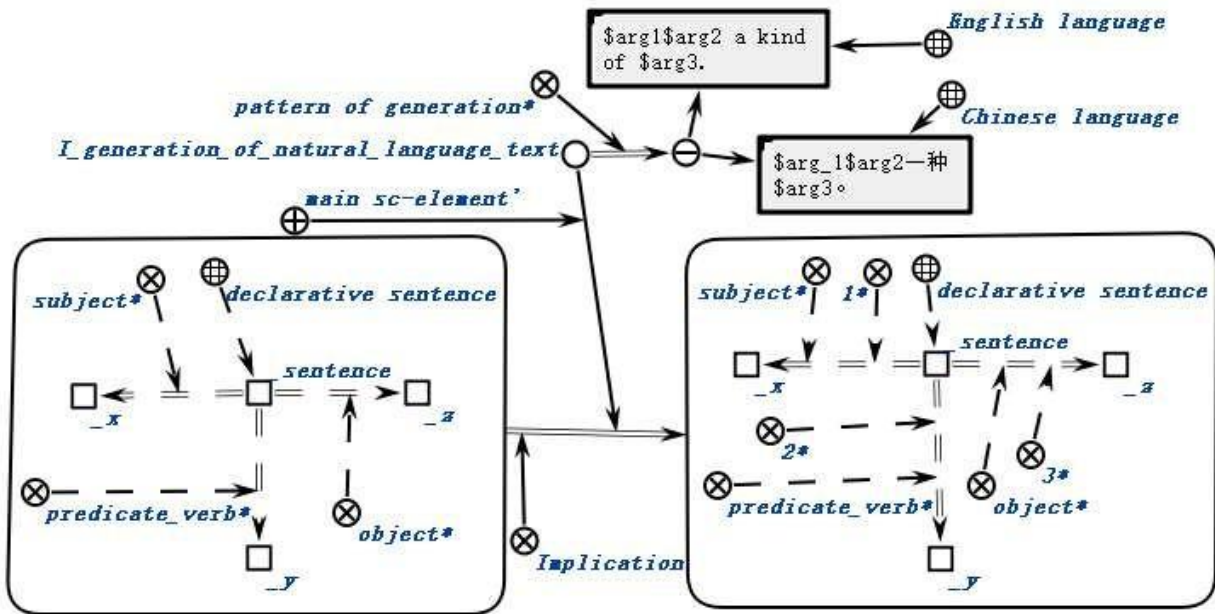 English language
$arg1$arg2 a kind
of $arg3.
pattern of generation*
Chinese language
I_generation_of_natural_language_text
$arg_1$arg2一种
$arg3。
main sc-element'
subject*
declarative sentence
_sentence
_x
_z
predicate_verb*
object*
_y
Implication
subject*
1*
declarative sentence
_sentence
_x
_z
2*
3*
predicate_verb*
object*
_y